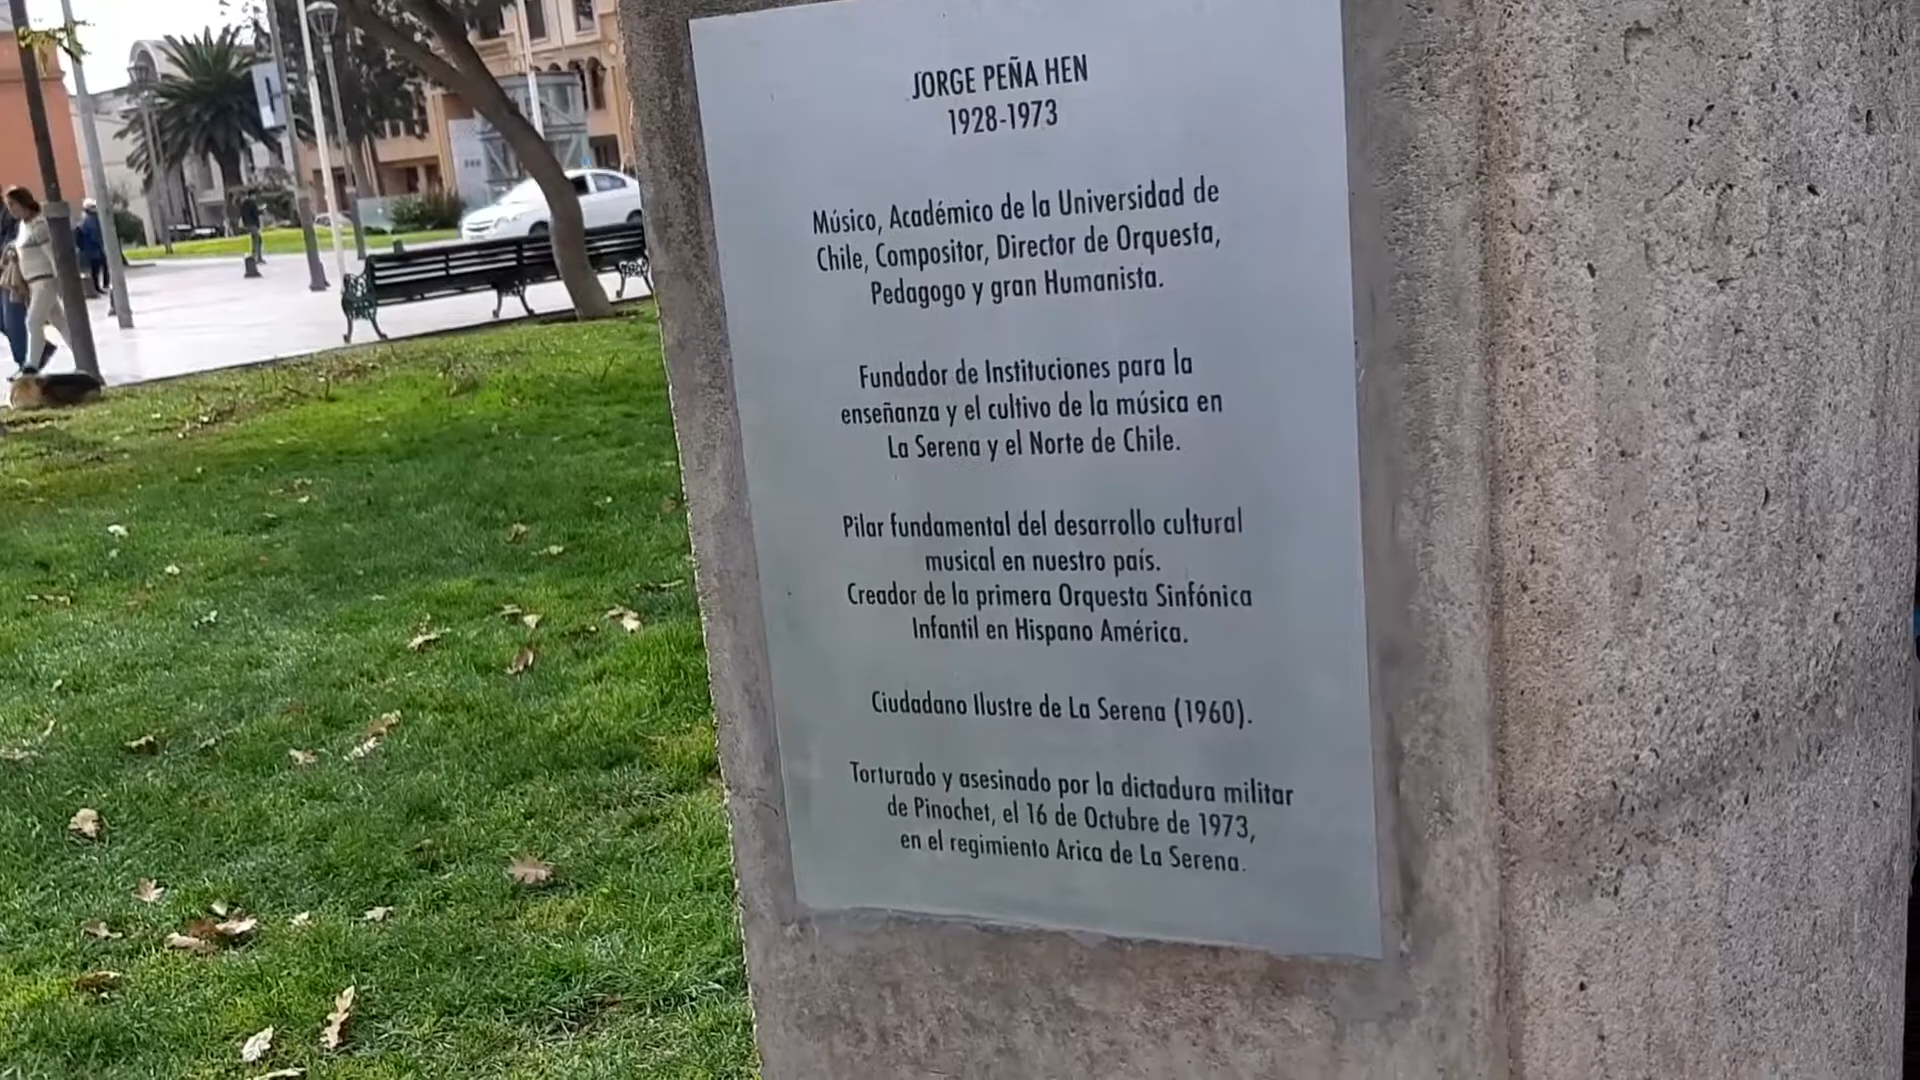 JORGE PEÑA HEN
1928-1973
Músico, Académico de la Universidad de
Chile, Compositor, Director de Orquesta,
Pedagogo y gran Humanista.
Fundador de Instituciones para la
enseñanza y el cultivo de la música en
La Serena y el Norte de Chile.
Pilar fundamental del desarrollo cultural
musical en nuestro país.
Creador de la primera Orquesta Sinfónica
Infantil en Hispano América.
Ciudadano Ilustre de La Serena (1960).
Torturado y asesinado por la dictadura militar
de Pinochet, el 16 de Octubre de 1973,
en el regimiento Arica de La Serena.